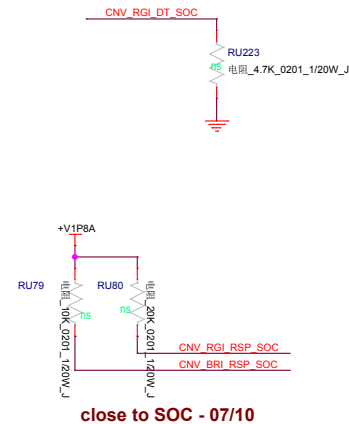 CNV_RGI_DT_SOC
RU223
ns
电阻_4.7K_0201_1/20W_J
+V1P8A
RU79
电阻_10K_0201_1/20W_J
ns
RU80
电阻_20K_0201_1/20W_J
ns
CNV_RGI_RSP_SOC
CNV_BRI_RSP_SOC
close to SOC - 07/10